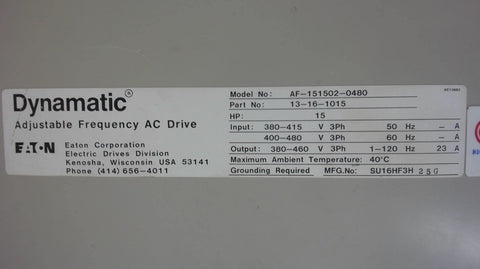 Dynamatic®
Adjustable Frequency AC Drive
EATON Eaton Corporation
Electric Drives Division
Kenosha, Wisconsin USA 53141
Phone (414) 656-4011
Model No: AF-151502-0480
Part No: 13-16-1015
HP: 15
Input: 380-415 V 3Ph 50 Hz – A
400-480 V 3Ph 60 Hz – A
Output: 380-460 V 3Ph 1-120 Hz 23 A
Maximum Ambient Temperature: 40°C
Grounding Required MFG.No: SU16HF3H 25G